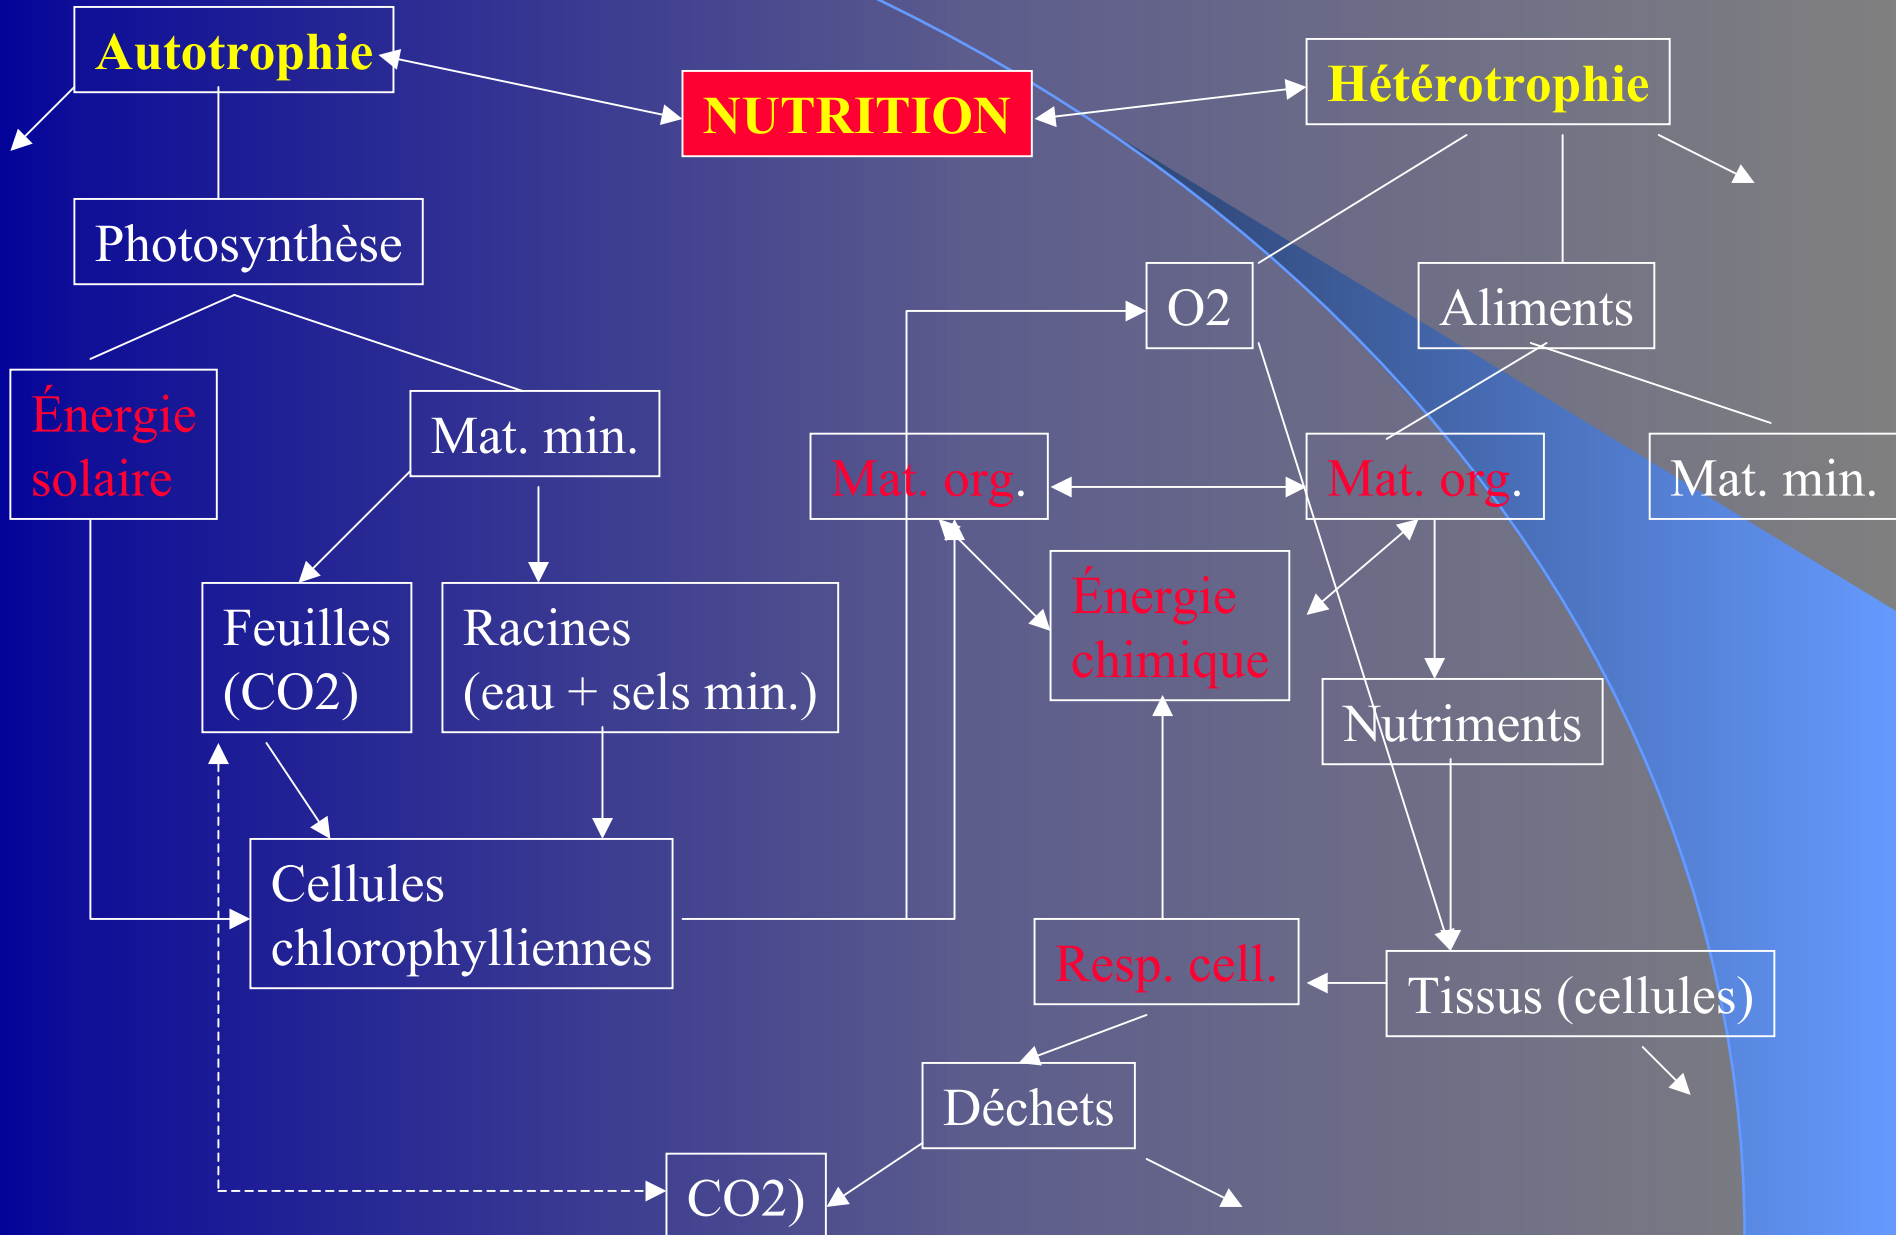 Autotrophie
NUTRITION
Hétérotrophie
Photosynthèse
O2
Aliments
Énergie
solaire
Mat. min.
Mat. org.
Mat. org.
Mat. min.
Feuilles
(CO2)
Racines
(eau + sels min.)
Énergie
chimique
Nutriments
Cellules
chlorophylliennes
Resp. cell.
Tissus (cellules)
Déchets
CO2)